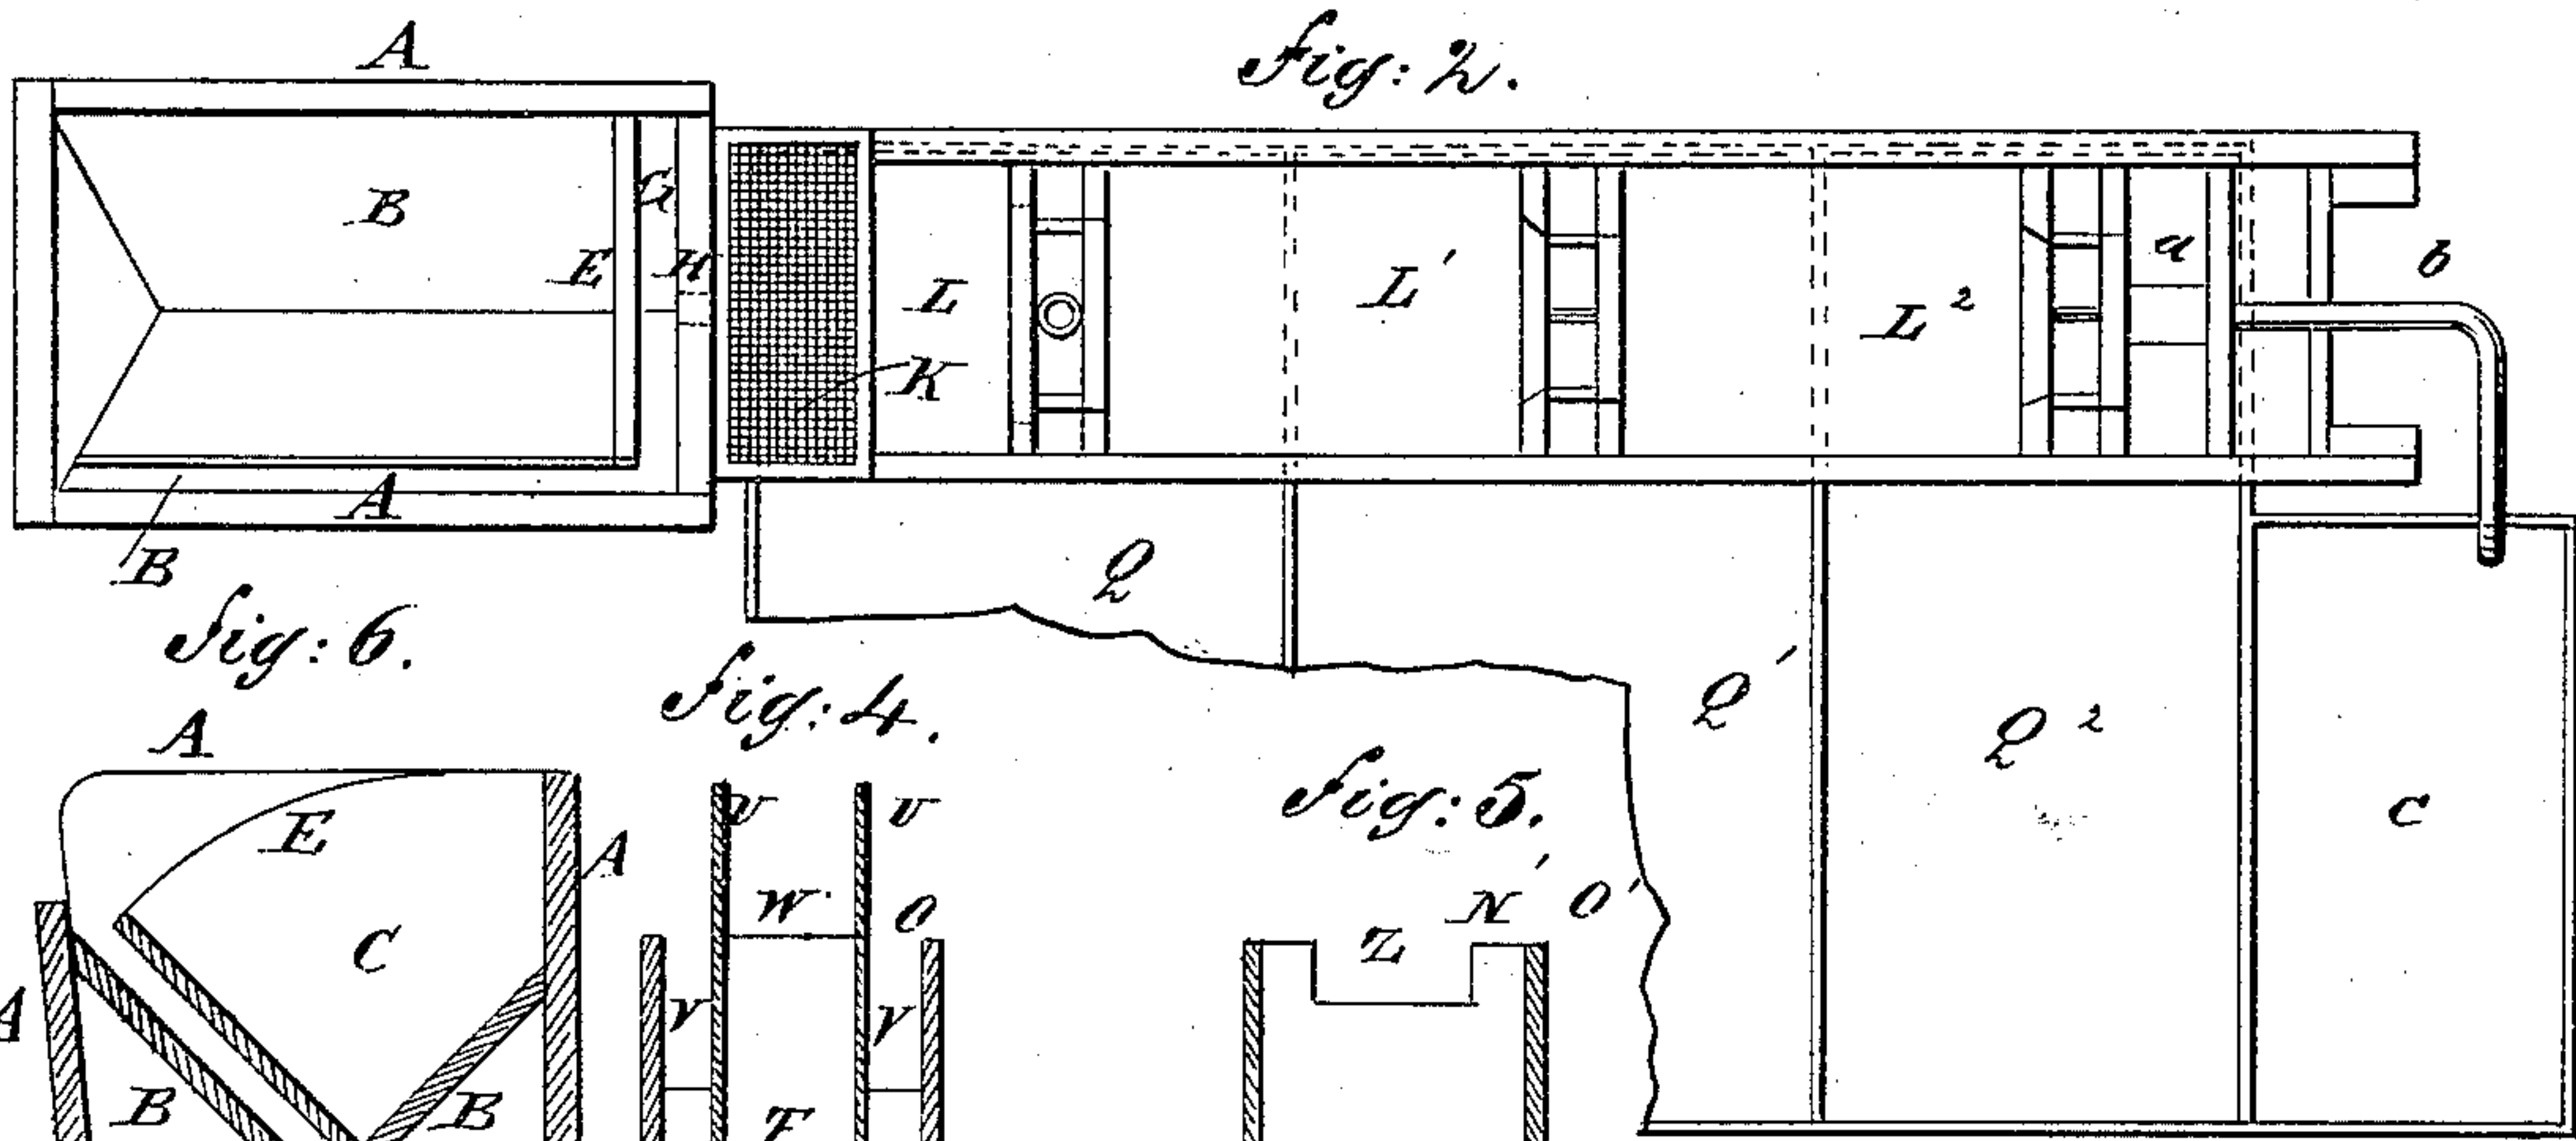 Fig: 2.
A
B
G
E
H
L
K
L'
L²
a
b
A
B
Q
Q'
Q²
c
Fig: 6.
A
E
A
C
A
B
B
Fig: 4.
U
U
W
O
V
V
T
Fig: 5.
N'
O'
Z